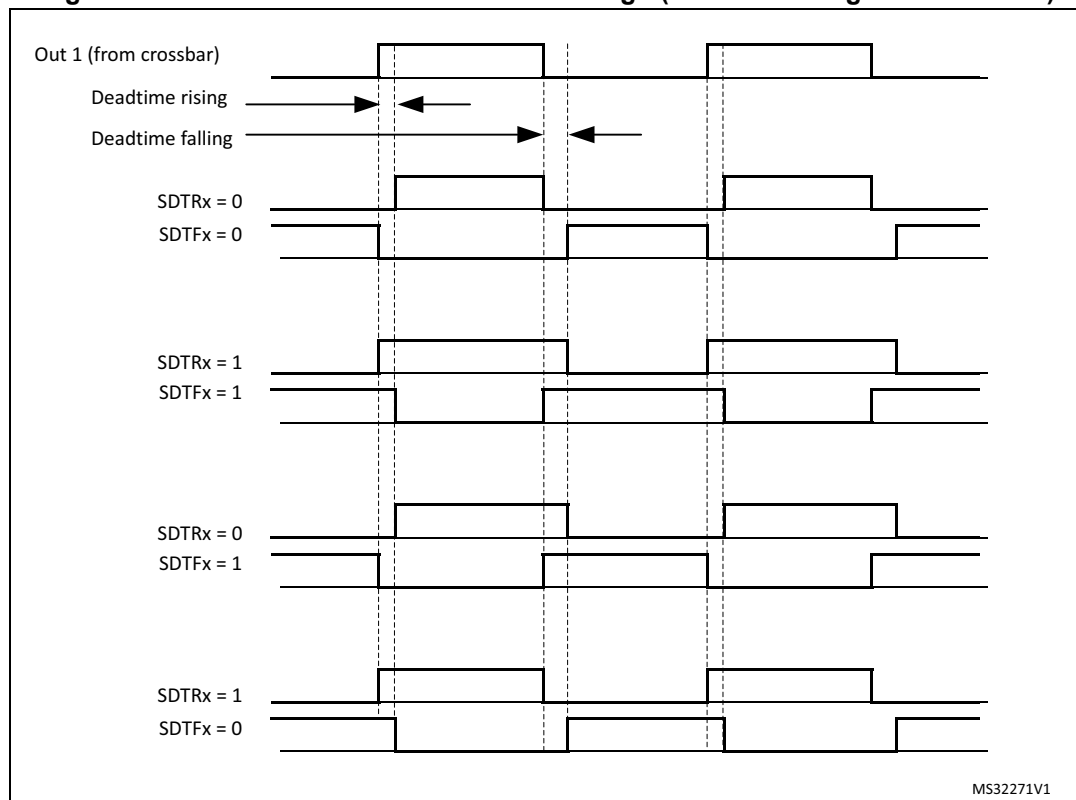 Out 1 (from crossbar)
Deadtime rising
Deadtime falling
SDTRx = 0
SDTFx = 0
SDTRx = 1
SDTFx = 1
SDTRx = 0
SDTFx = 1
SDTRx = 1
SDTFx = 0
MS32271V1